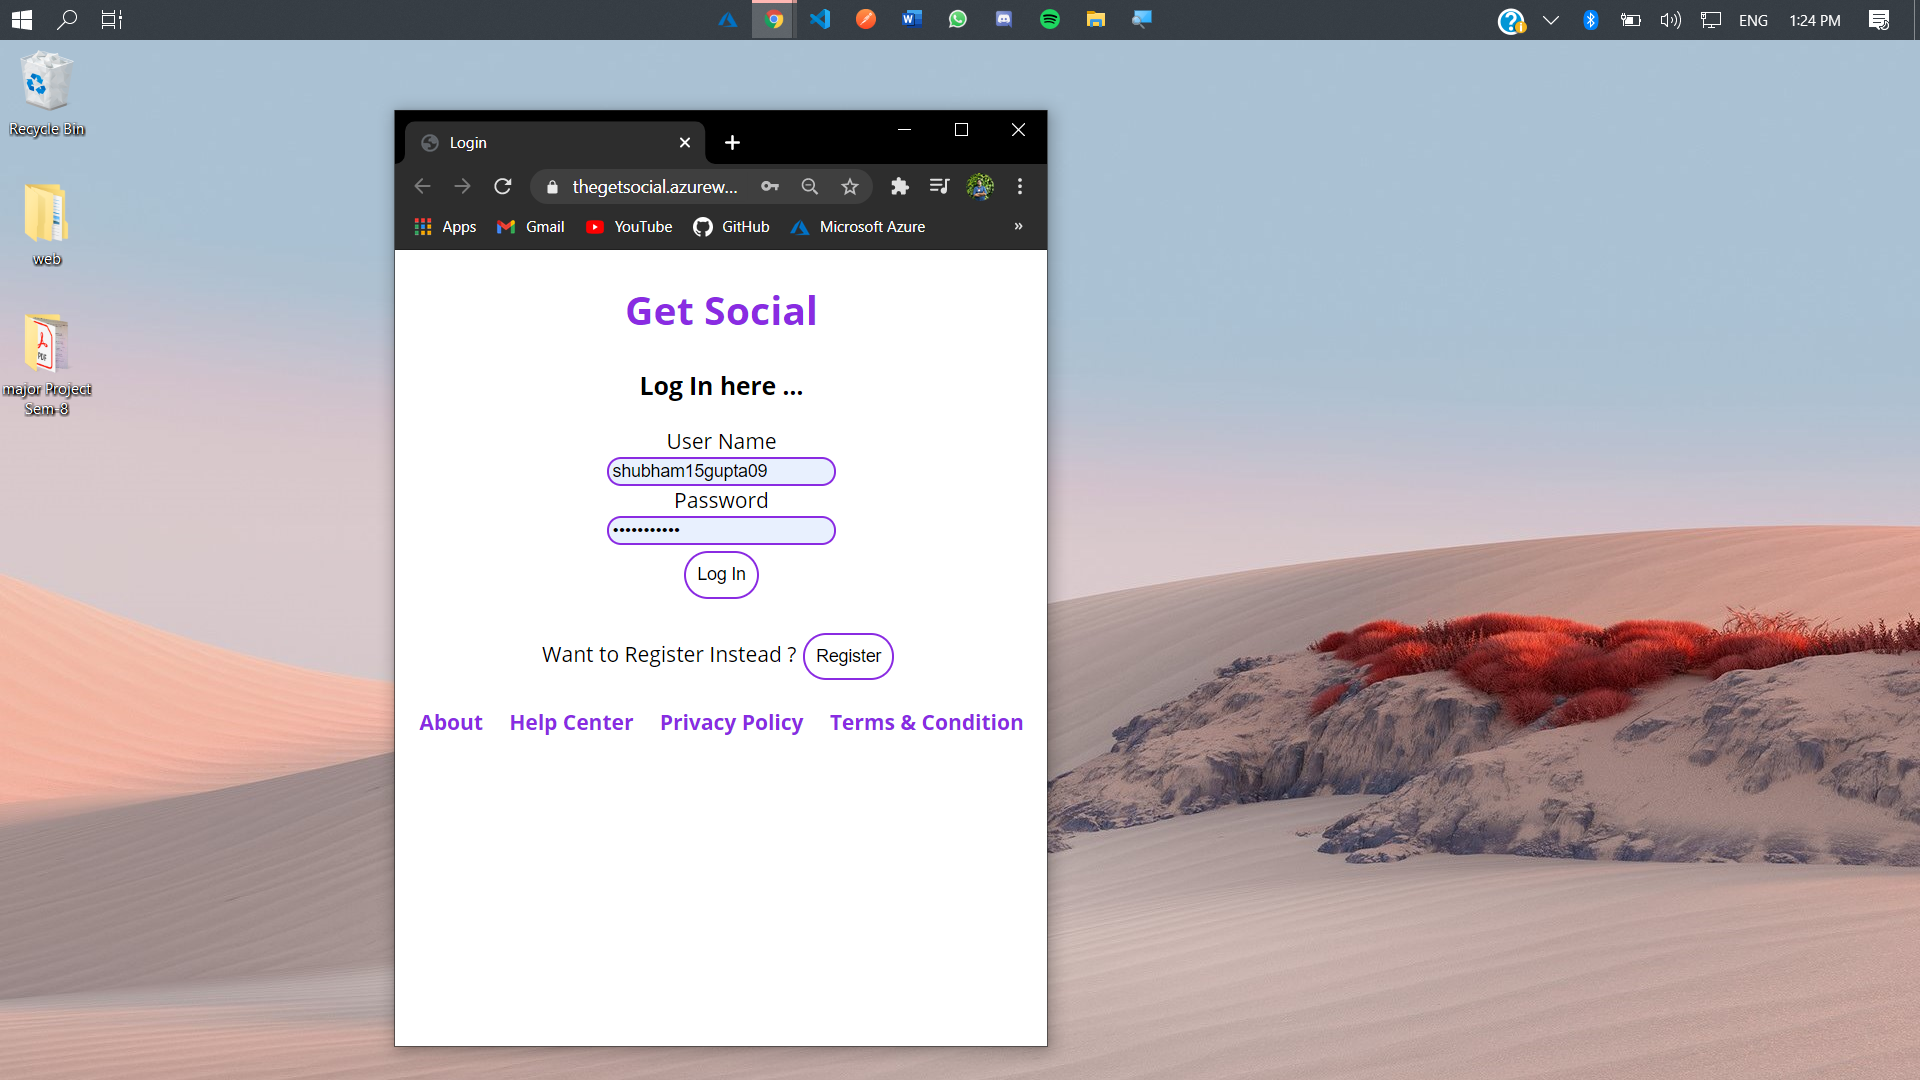 ENG
1:24 PM
Recycle Bin
web
PDF
major Project
Sem-8
Login
thegetsocial.azurew...
Apps
Gmail
YouTube
GitHub
Microsoft Azure
»
Get Social
Log In here ...
User Name
shubham15gupta09
Password
•••••••••••
Log In
Want to Register Instead ? Register
About Help Center Privacy Policy Terms & Condition